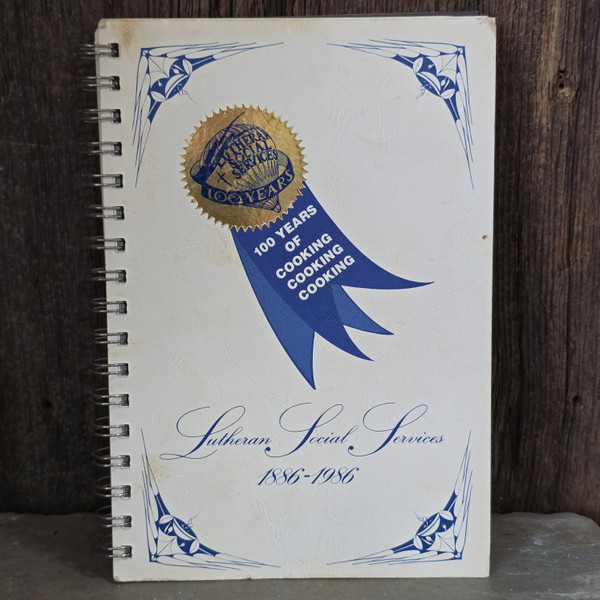 LUTHERAN
SOCIAL
SERVICES
100 YEARS
100 YEARS
OF
COOKING
COOKING
COOKING
Lutheran Social Services
1886-1986